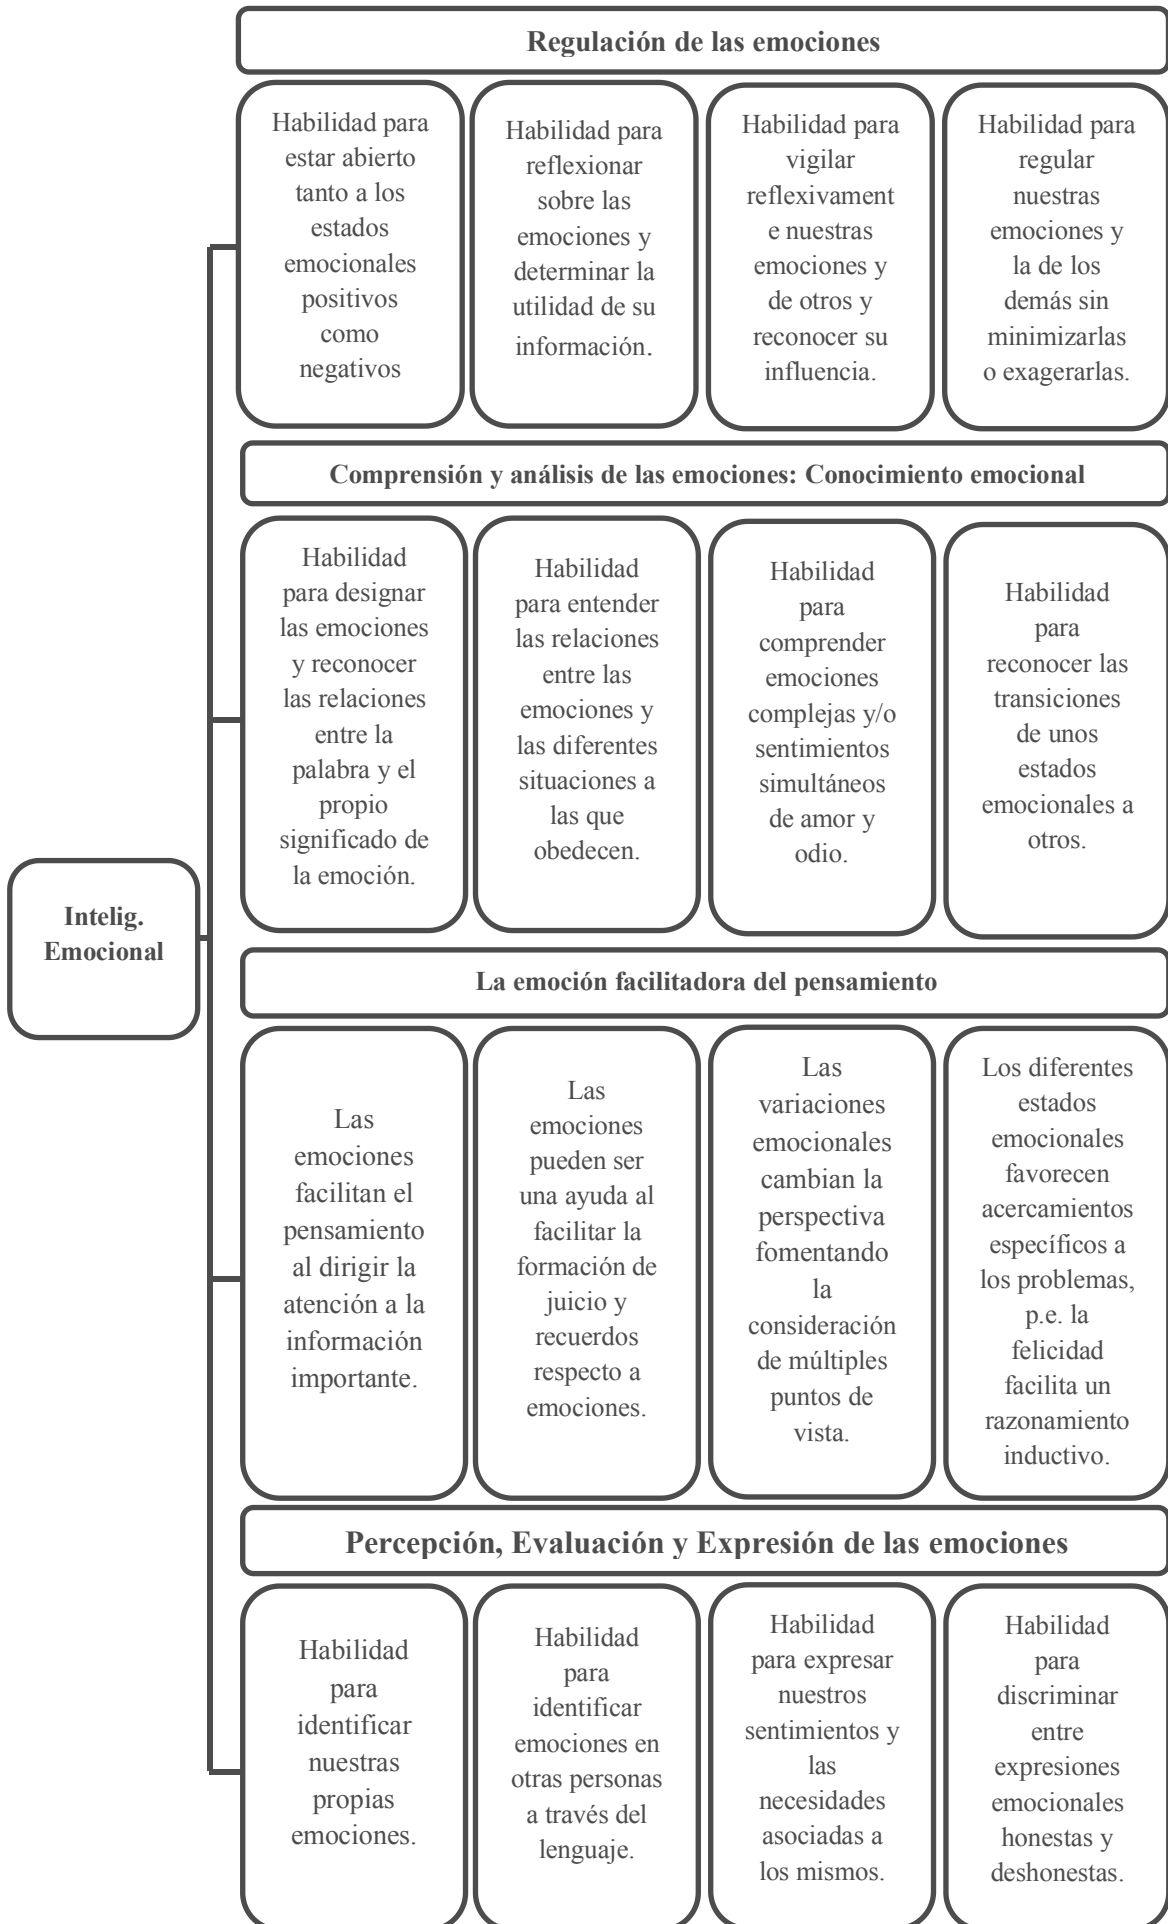 Regulación de las emociones
Habilidad para
estar abierto
tanto a los
estados
emocionales
positivos
como
negativos
Habilidad para
reflexionar
sobre las
emociones y
determinar la
utilidad de su
información.
Habilidad para
vigilar
reflexivament
e nuestras
emociones y
de otros y
reconocer su
influencia.
Habilidad para
regular
nuestras
emociones y
la de los
demás sin
minimizarlas
o exagerarlas.
Comprensión y análisis de las emociones: Conocimiento emocional
Habilidad
para designar
las emociones
y reconocer
las relaciones
entre la
palabra y el
propio
significado de
la emoción.
Habilidad
para entender
las relaciones
entre las
emociones y
las diferentes
situaciones a
las que
obedecen.
Habilidad
para
comprender
emociones
complejas y/o
sentimientos
simultáneos
de amor y
odio.
Habilidad
para
reconocer las
transiciones
de unos
estados
emocionales a
otros.
Intelig.
Emocional
La emoción facilitadora del pensamiento
Las
emociones
facilitan el
pensamiento
al dirigir la
atención a la
información
importante.
Las
emociones
pueden ser
una ayuda al
facilitar la
formación de
juicio y
recuerdos
respecto a
emociones.
Las
variaciones
emocionales
cambian la
perspectiva
fomentando
la
consideración
de múltiples
puntos de
vista.
Los diferentes
estados
emocionales
favorecen
acercamientos
específicos a
los problemas,
p.e. la
felicidad
facilita un
razonamiento
inductivo.
Percepción, Evaluación y Expresión de las emociones
Habilidad
para
identificar
nuestras
propias
emociones.
Habilidad
para
identificar
emociones en
otras personas
a través del
lenguaje.
Habilidad
para expresar
nuestros
sentimientos y
las
necesidades
asociadas a
los mismos.
Habilidad
para
discriminar
entre
expresiones
emocionales
honestas y
deshonestas.